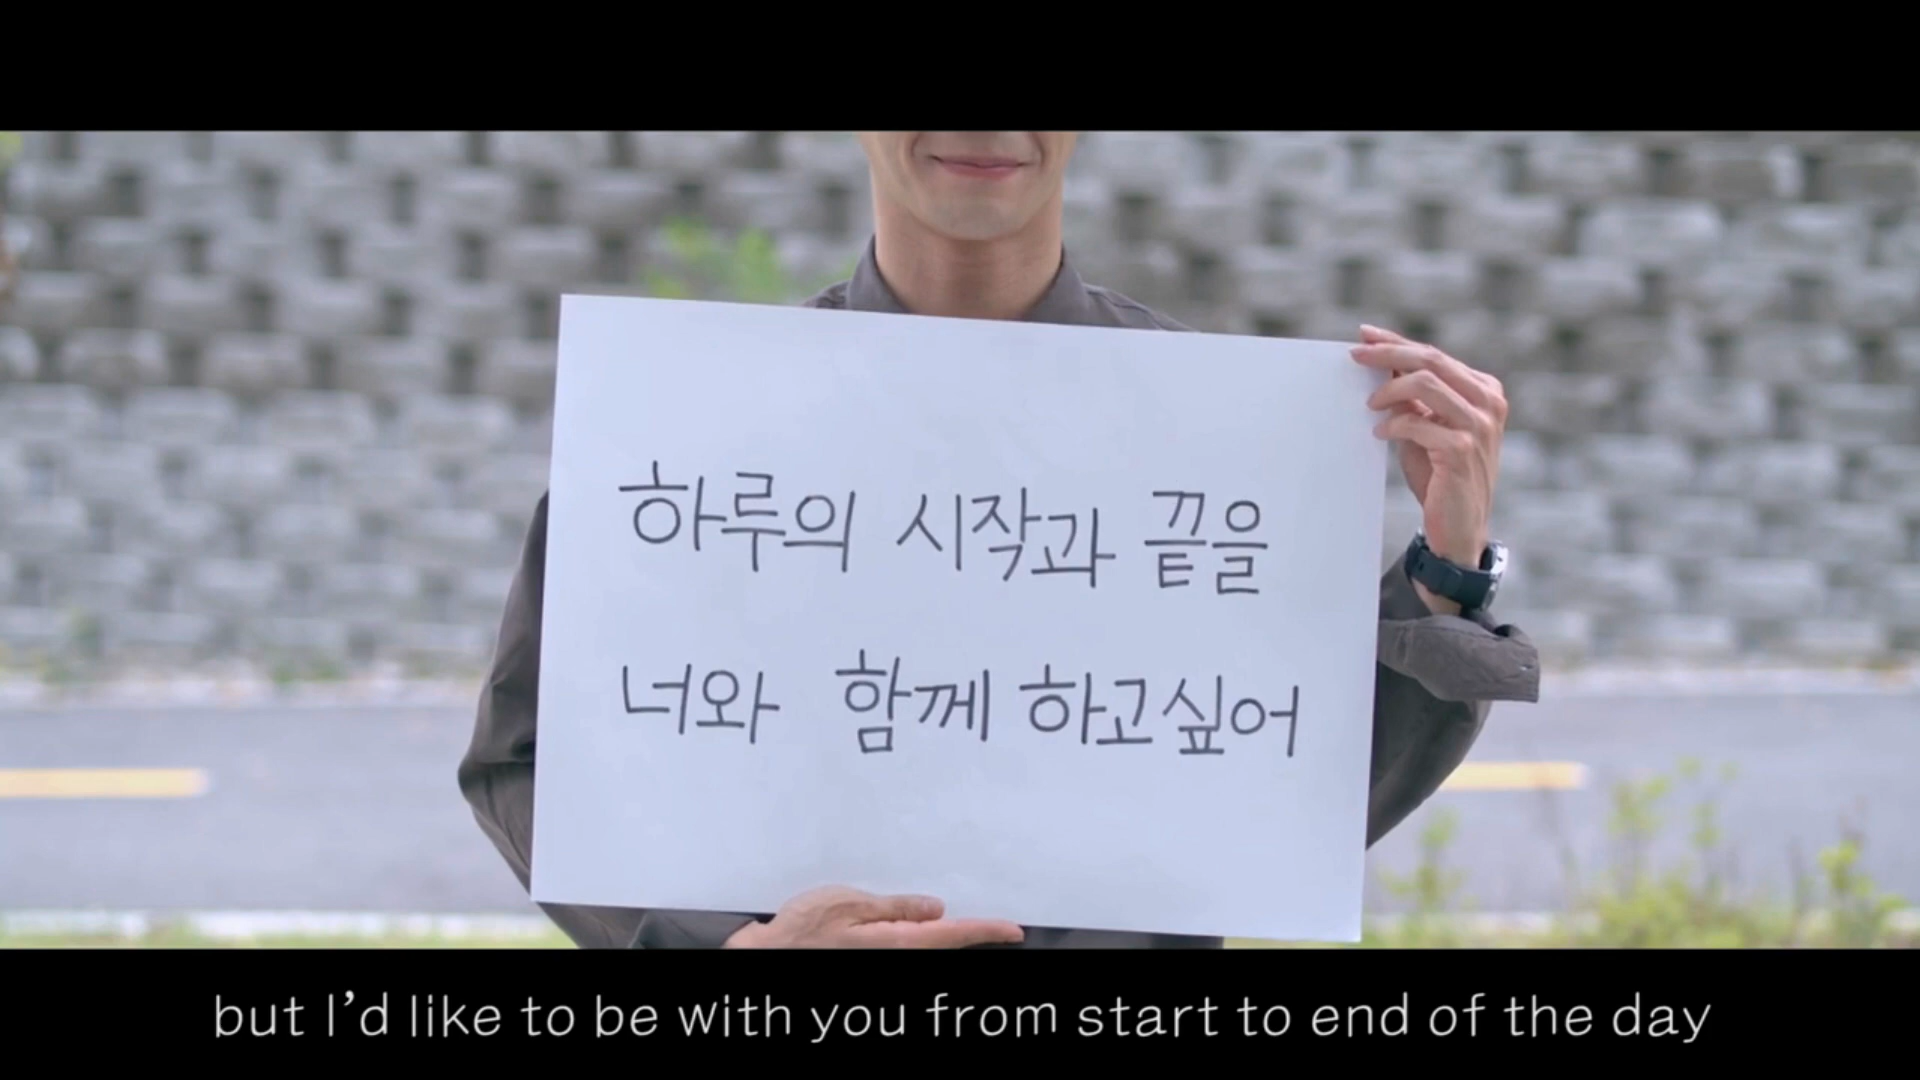 하루의 시작과 끝을
너와 함께 하고싶어
but I'd like to be with you from start to end of the day